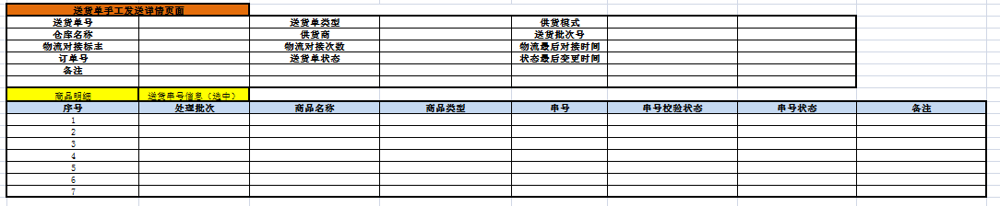 送货单手工发送详情页面
送货单号 送货单类型 供货模式
仓库名称 供货商 送货批次号
物流对接标志 物流对接次数 物流最后对接时间
订单号 送货单状态 状态最后变更时间
备注
商品明细 送货串号信息（选中）
序号 处理批次 商品名称 商品类型 串号 串号校验状态 串号状态 备注
1
2
3
4
5
6
7